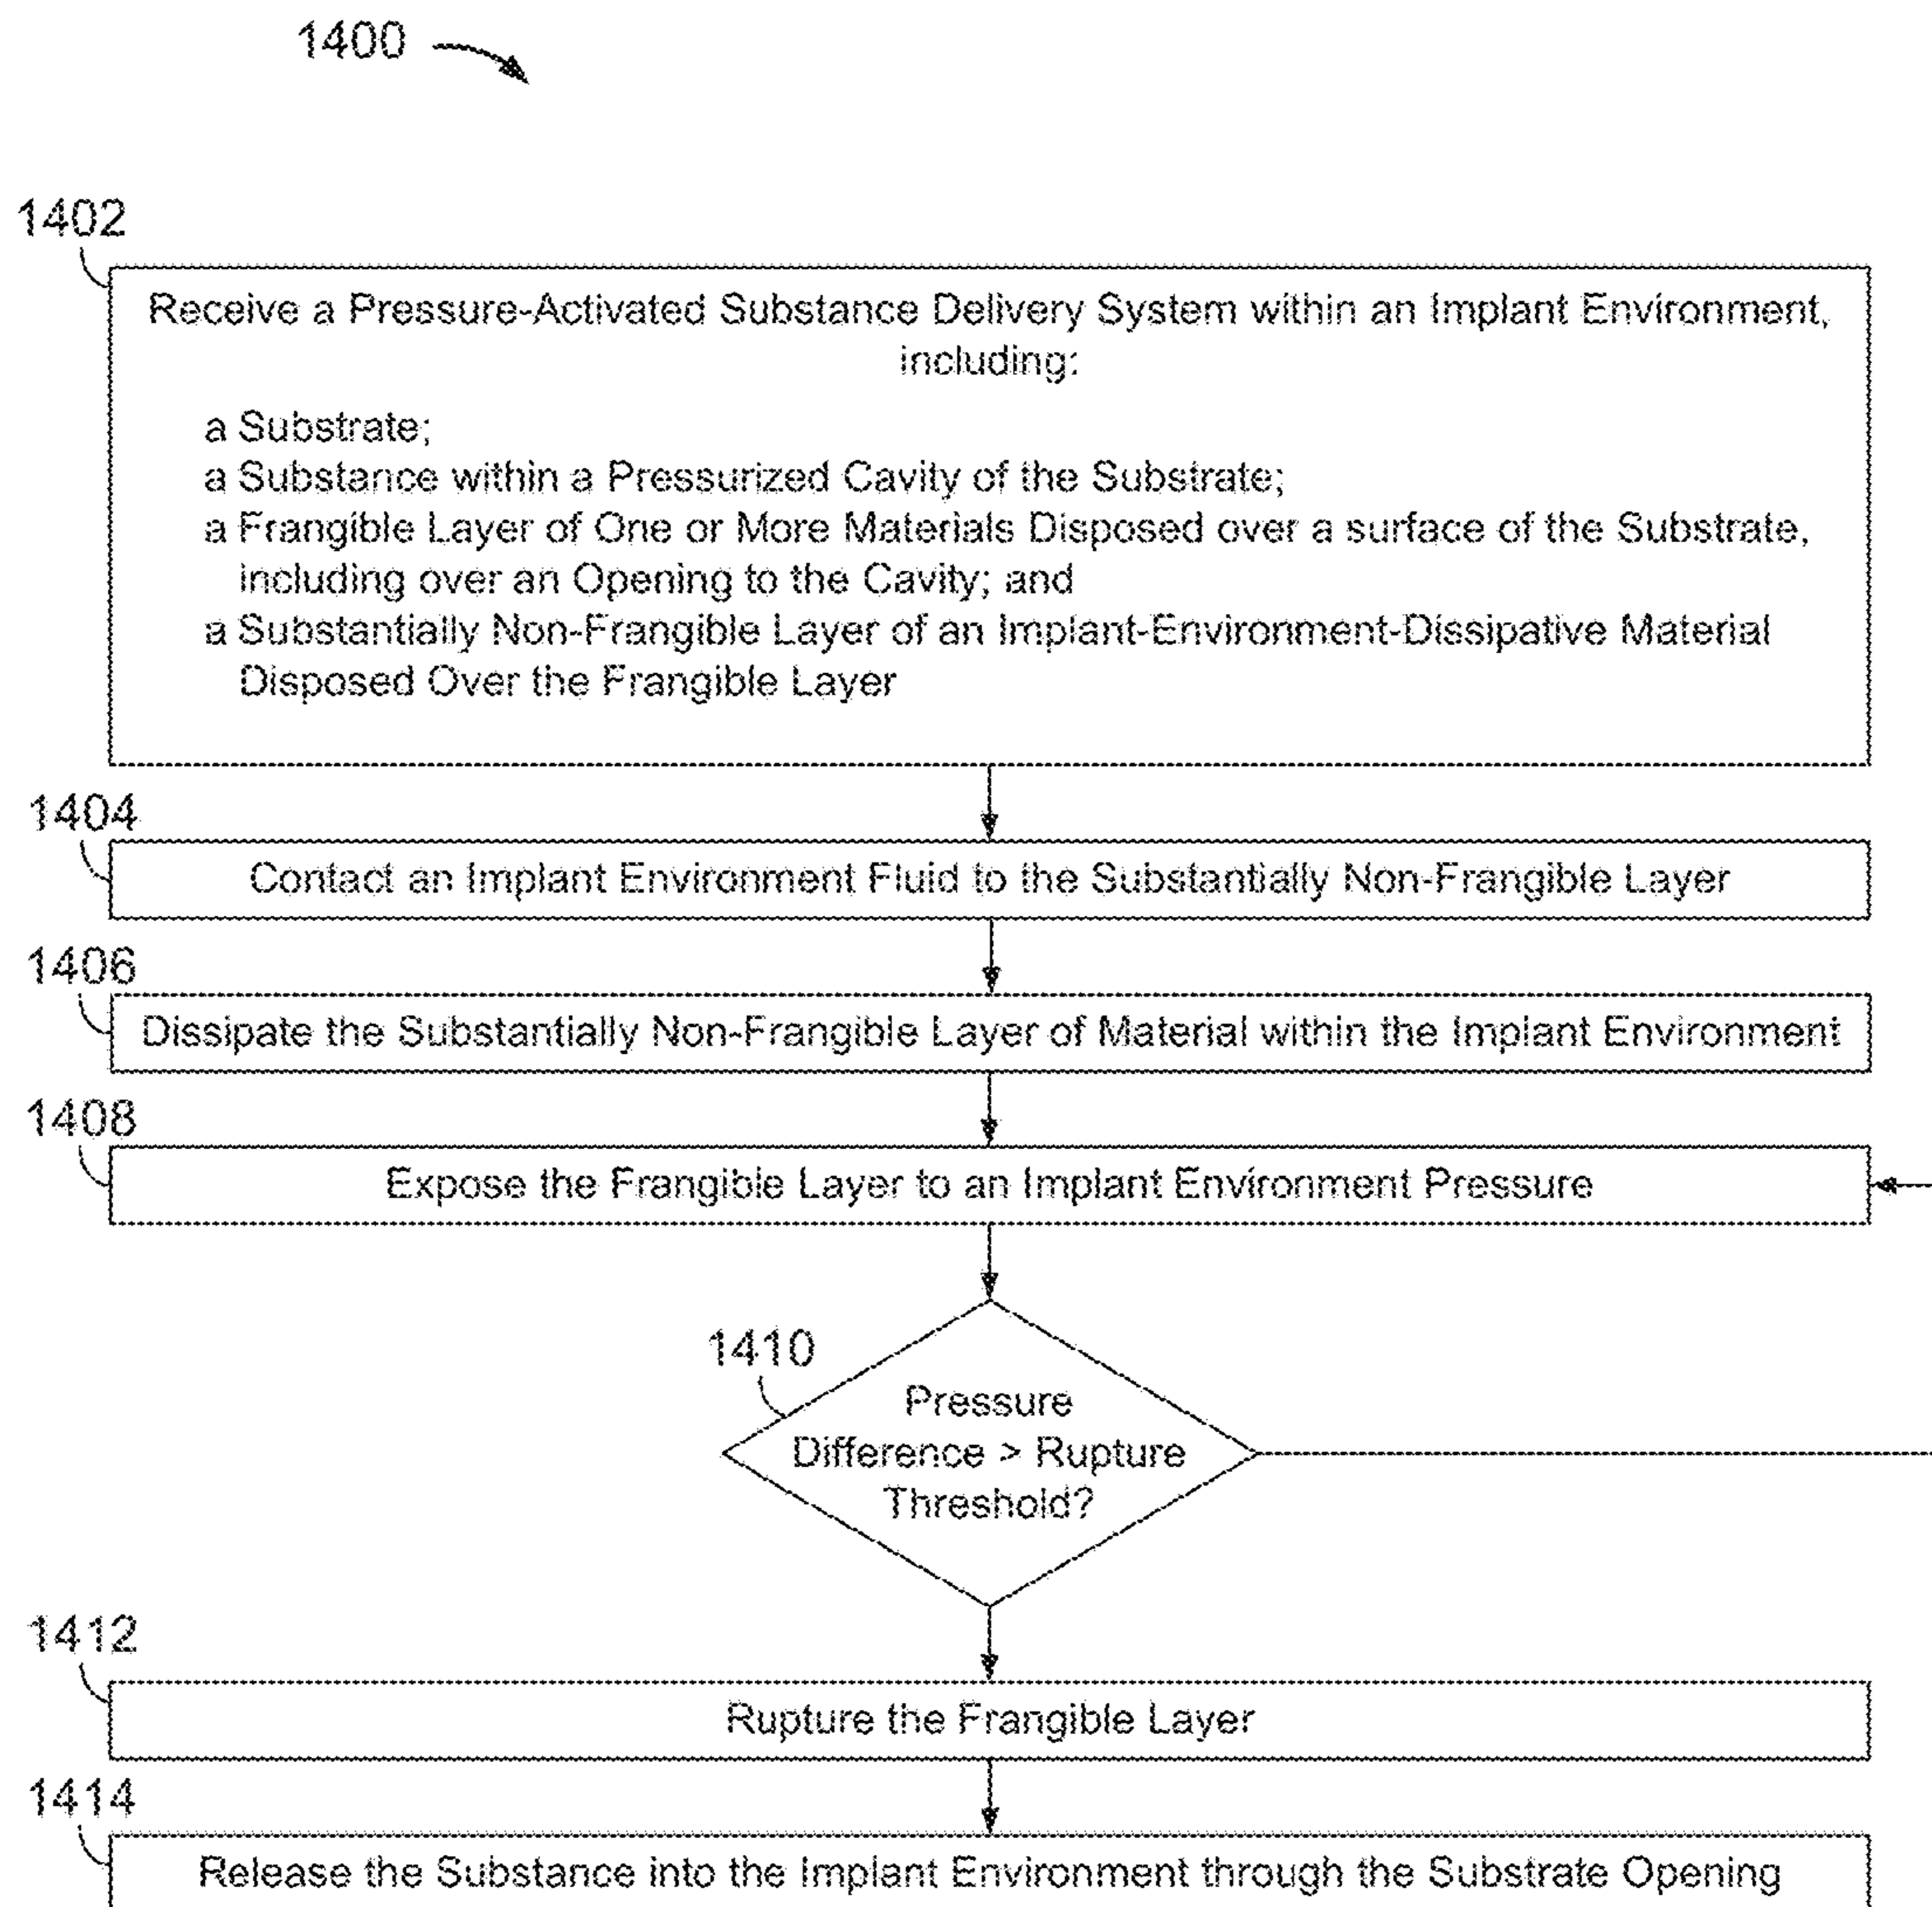 1400
1402
Receive a Pressure-Activated Substance Delivery System within an Implant Environment,
including:
a Substrate;
a Substance within a Pressurized Cavity of the Substrate;
a Frangible Layer of One or More Materials Disposed over a surface of the Substrate,
including over an Opening to the Cavity; and
a Substantially Non-Frangible Layer of an Implant-Environment-Dissipative Material
Disposed Over the Frangible Layer
1404
Contact an Implant Environment Fluid to the Substantially Non-Frangible Layer
1406
Dissipate the Substantially Non-Frangible Layer of Material within the Implant Environment
1408
Expose the Frangible Layer to an Implant Environment Pressure
1410
Pressure
Difference > Rupture
Threshold?
1412
Rupture the Frangible Layer
1414
Release the Substance into the Implant Environment through the Substrate Opening